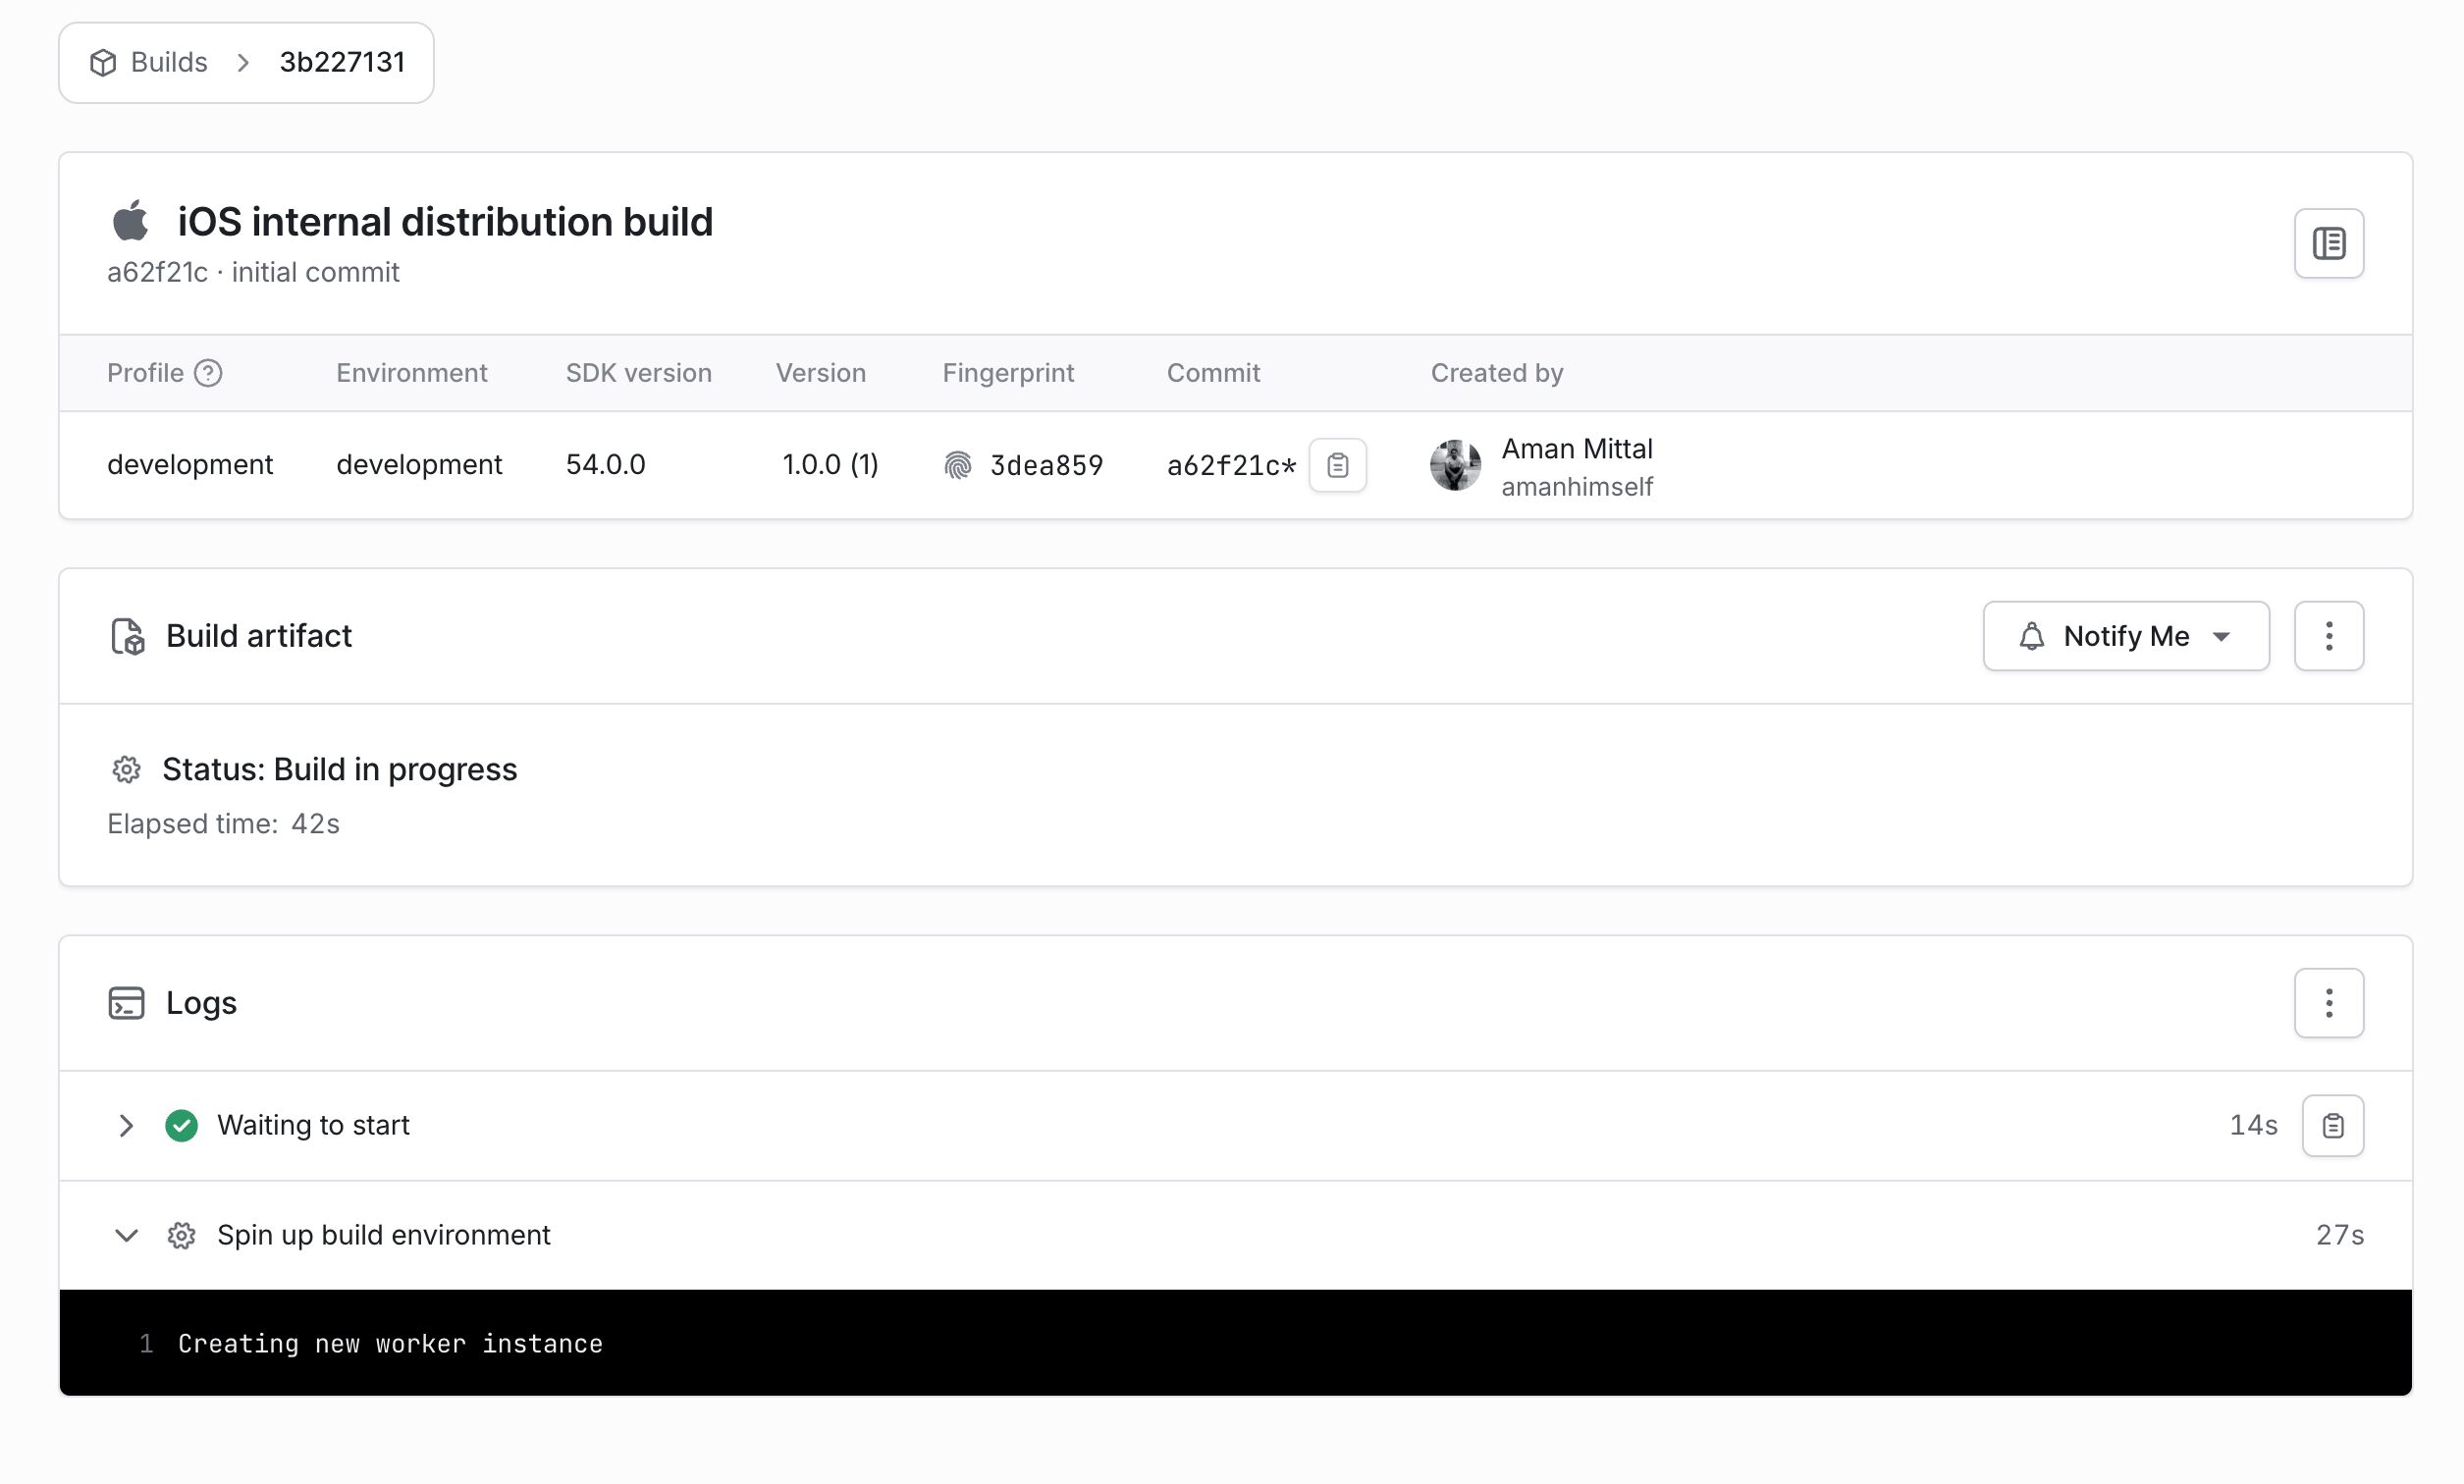 Builds > 3b227131
iOS internal distribution build
a62f21c · initial commit
Profile Environment SDK version Version Fingerprint Commit Created by
development development 54.0.0 1.0.0 (1) 3dea859 a62f21c* Aman Mittal
amanhimself
Build artifact Notify Me
Status: Build in progress
Elapsed time: 42s
Logs
Waiting to start 14s
Spin up build environment 27s
1 Creating new worker instance